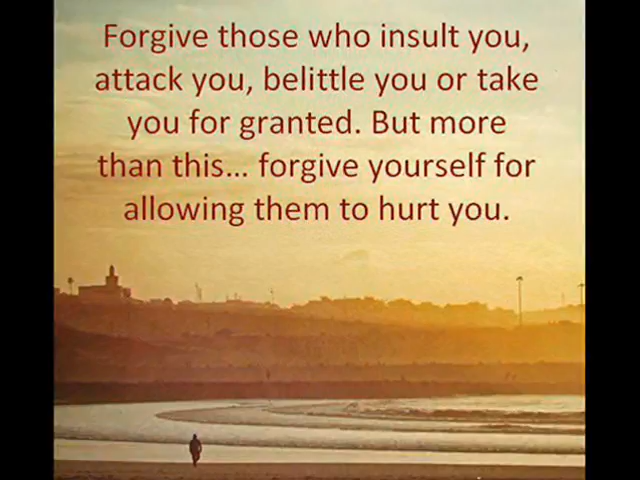 Forgive those who insult you,
attack you, belittle you or take
you for granted. But more
than this... forgive yourself for
allowing them to hurt you.